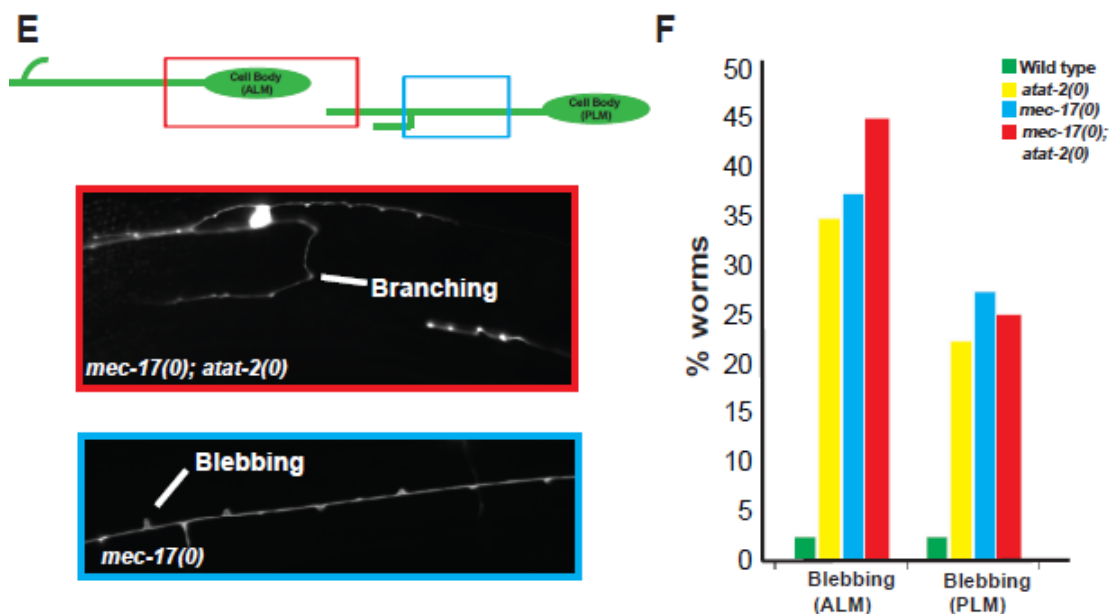 E
Cell Body
(ALM)
Cell Body
(PLM)
Branching
mec-17(0); atat-2(0)
Blebbing
mec-17(0)
F
50
45
40
35
30
25
20
15
10
5
0
% worms
Wild type
atat-2(0)
mec-17(0)
mec-17(0);
atat-2(0)
Blebbing
(ALM)
Blebbing
(PLM)